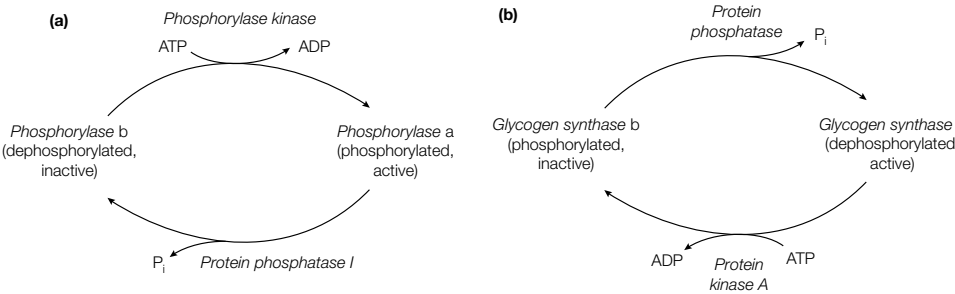 (a)
Phosphorylase kinase
ATP
ADP
Phosphorylase b
(dephosphorylated,
inactive)
Phosphorylase a
(phosphorylated,
active)
Pi
Protein phosphatase I
(b)
Protein
phosphatase
Pi
Glycogen synthase b
(phosphorylated,
inactive)
Glycogen synthase
(dephosphorylated
active)
ADP
ATP
Protein
kinase A